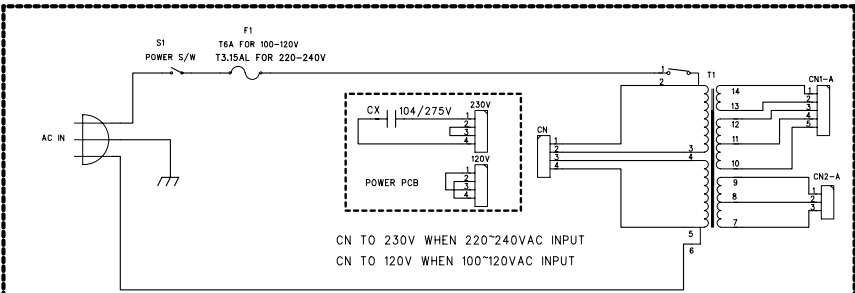 F1
S1
T6A FOR 100-120V
POWER S/W
T3.15AL FOR 220-240V
AC IN
CX
104/275V
230V
1
2
3
4
120V
1
2
3
4
POWER PCB
CN
1
2
3
4
1
2
3
4
5
6
T1
14
13
12
11
10
9
8
7
CN1-A
1
2
3
4
5
CN2-A
1
2
3
CN TO 230V WHEN 220~240VAC INPUT
CN TO 120V WHEN 100~120VAC INPUT